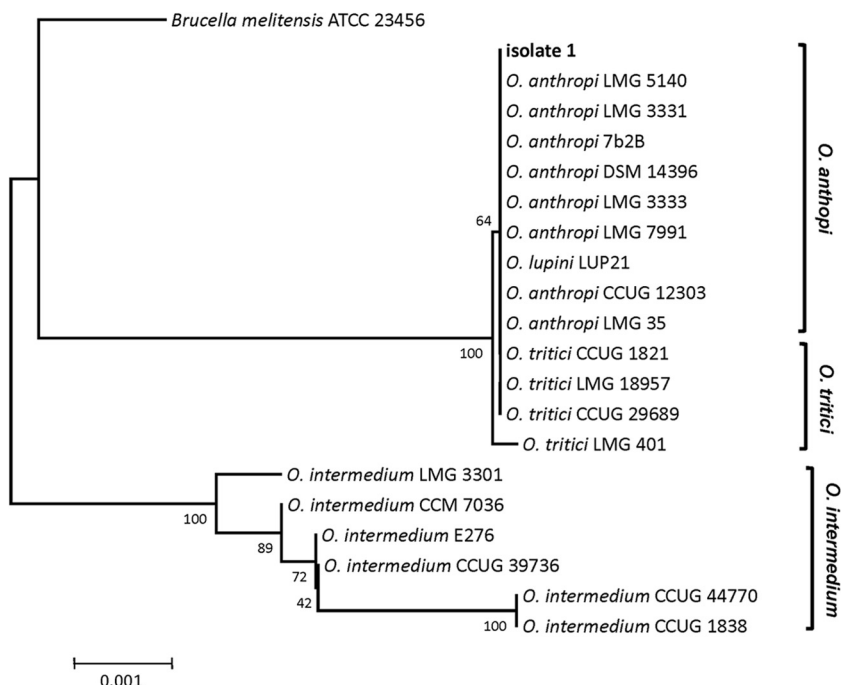 Brucella melitensis ATCC 23456
isolate 1
O. anthropi LMG 5140
O. anthropi LMG 3331
O. anthropi 7b2B
O. anthropi DSM 14396
O. anthropi LMG 3333
64
O. anthropi LMG 7991
O. lupini LUP21
O. anthropi CCUG 12303
O. anthropi LMG 35
O. anthopi
100
O. tritici CCUG 1821
O. tritici LMG 18957
O. tritici CCUG 29689
O. tritici LMG 401
O. tritici
O. intermedium LMG 3301
O. intermedium CCM 7036
100
O. intermedium E276
89
O. intermedium CCUG 39736
72
O. intermedium CCUG 44770
42
O. intermedium CCUG 1838
100
O. intermedium
0.001